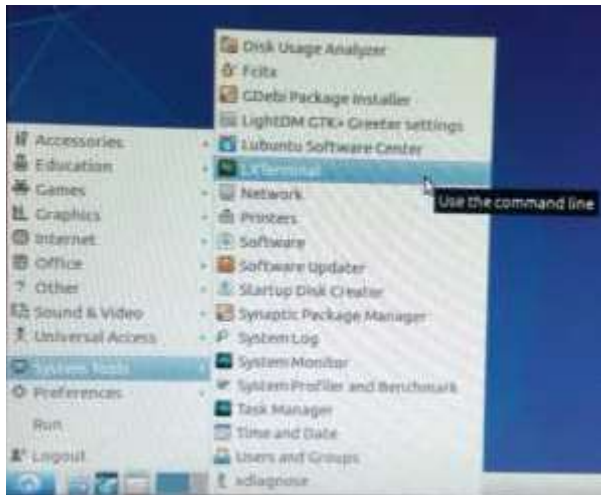 Disk Usage Analyzer
Fcitx
GDebi Package Installer
LightDM GTK+ Greeter settings
Lubuntu Software Center
LXTerminal
Network
Printers
Software
Software Updater
Startup Disk Creator
Synaptic Package Manager
System Log
System Monitor
System Profiler and Benchmark
Task Manager
Time and Date
Users and Groups
xdiagnose
Use the command line
Accessories
Education
Games
Graphics
Internet
Office
Other
Sound & Video
Universal Access
System Tools
Preferences
Run
Logout